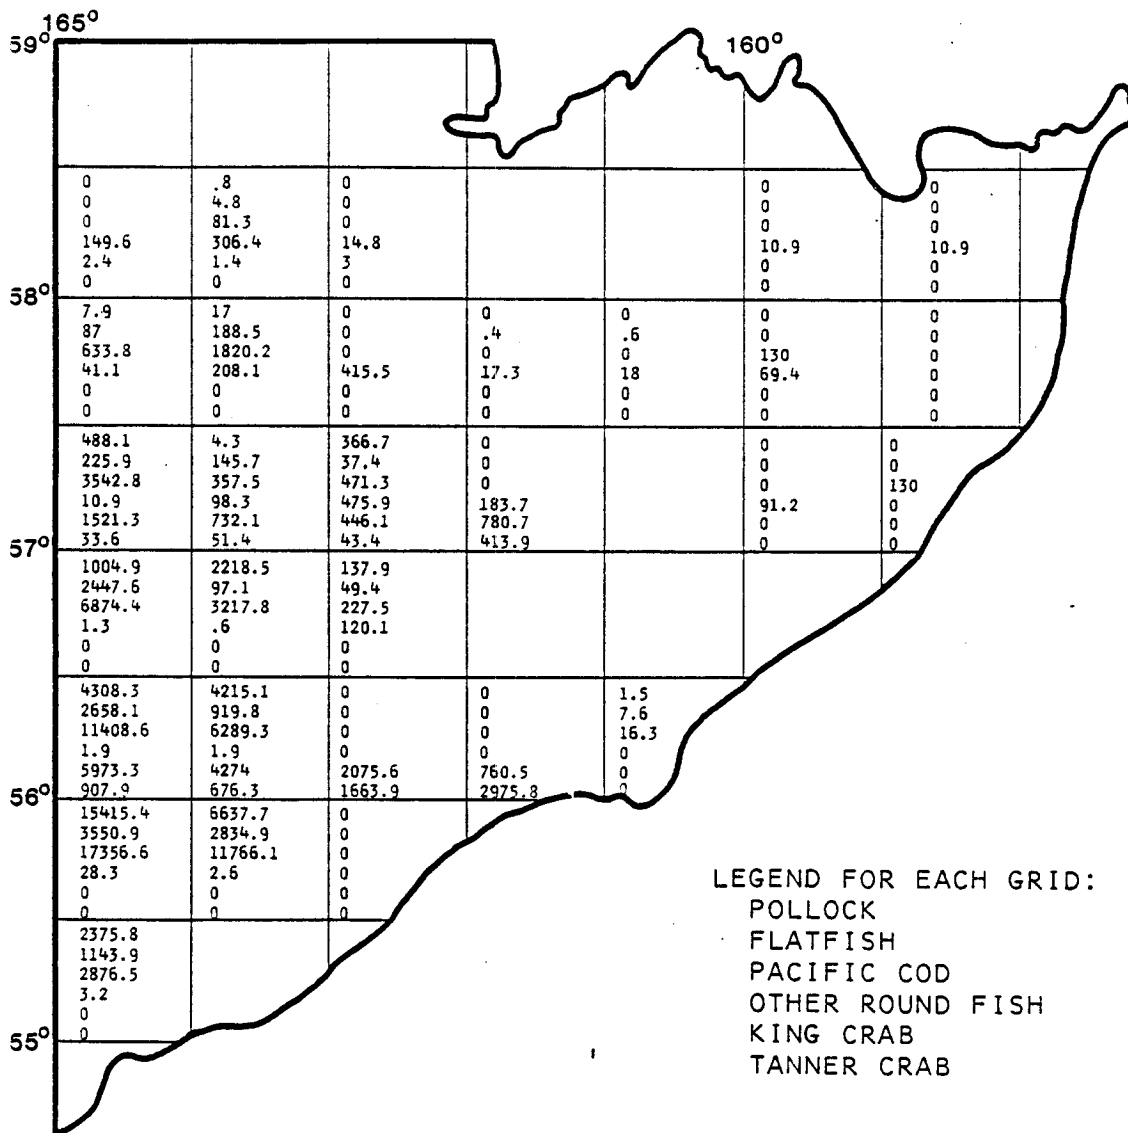 165°
59°
160°
0 .8 0 0 0
0 4.8 0 0 0
0 81.3 0 0 0
149.6 306.4 14.8 10.9 10.9
2.4 1.4 3 0 0
0 0 0 0 0
58°
7.9 17 0 0 0 0 0
87 188.5 0 .4 .6 0 0
633.8 1820.2 0 0 0 130 0
41.1 208.1 415.5 17.3 18 69.4 0
0 0 0 0 0 0 0
0 0 0 0 0 0 0
488.1 4.3 366.7 0 0 0
225.9 145.7 37.4 0 0 0
3542.8 357.5 471.3 0 0 130
10.9 98.3 475.9 183.7 91.2 0
1521.3 732.1 446.1 780.7 0 0
33.6 51.4 43.4 413.9 0 0
57°
1004.9 2218.5 137.9
2447.6 97.1 49.4
6874.4 3217.8 227.5
1.3 .6 120.1
0 0 0
0 0 0
4308.3 4215.1 0 0 1.5
2658.1 919.8 0 0 7.6
11408.6 6289.3 0 0 16.3
1.9 1.9 0 0 0
5973.3 4274 2075.6 760.5 0
907.9 676.3 1663.9 2975.8 0
56°
15415.4 6637.7 0
3550.9 2834.9 0
17356.6 11766.1 0
28.3 2.6 0
0 0 0
0 0 0
2375.8
1143.9
2876.5
3.2
0
0
55°
LEGEND FOR EACH GRID:
POLLOCK
FLATFISH
PACIFIC COD
OTHER ROUND FISH
KING CRAB
TANNER CRAB